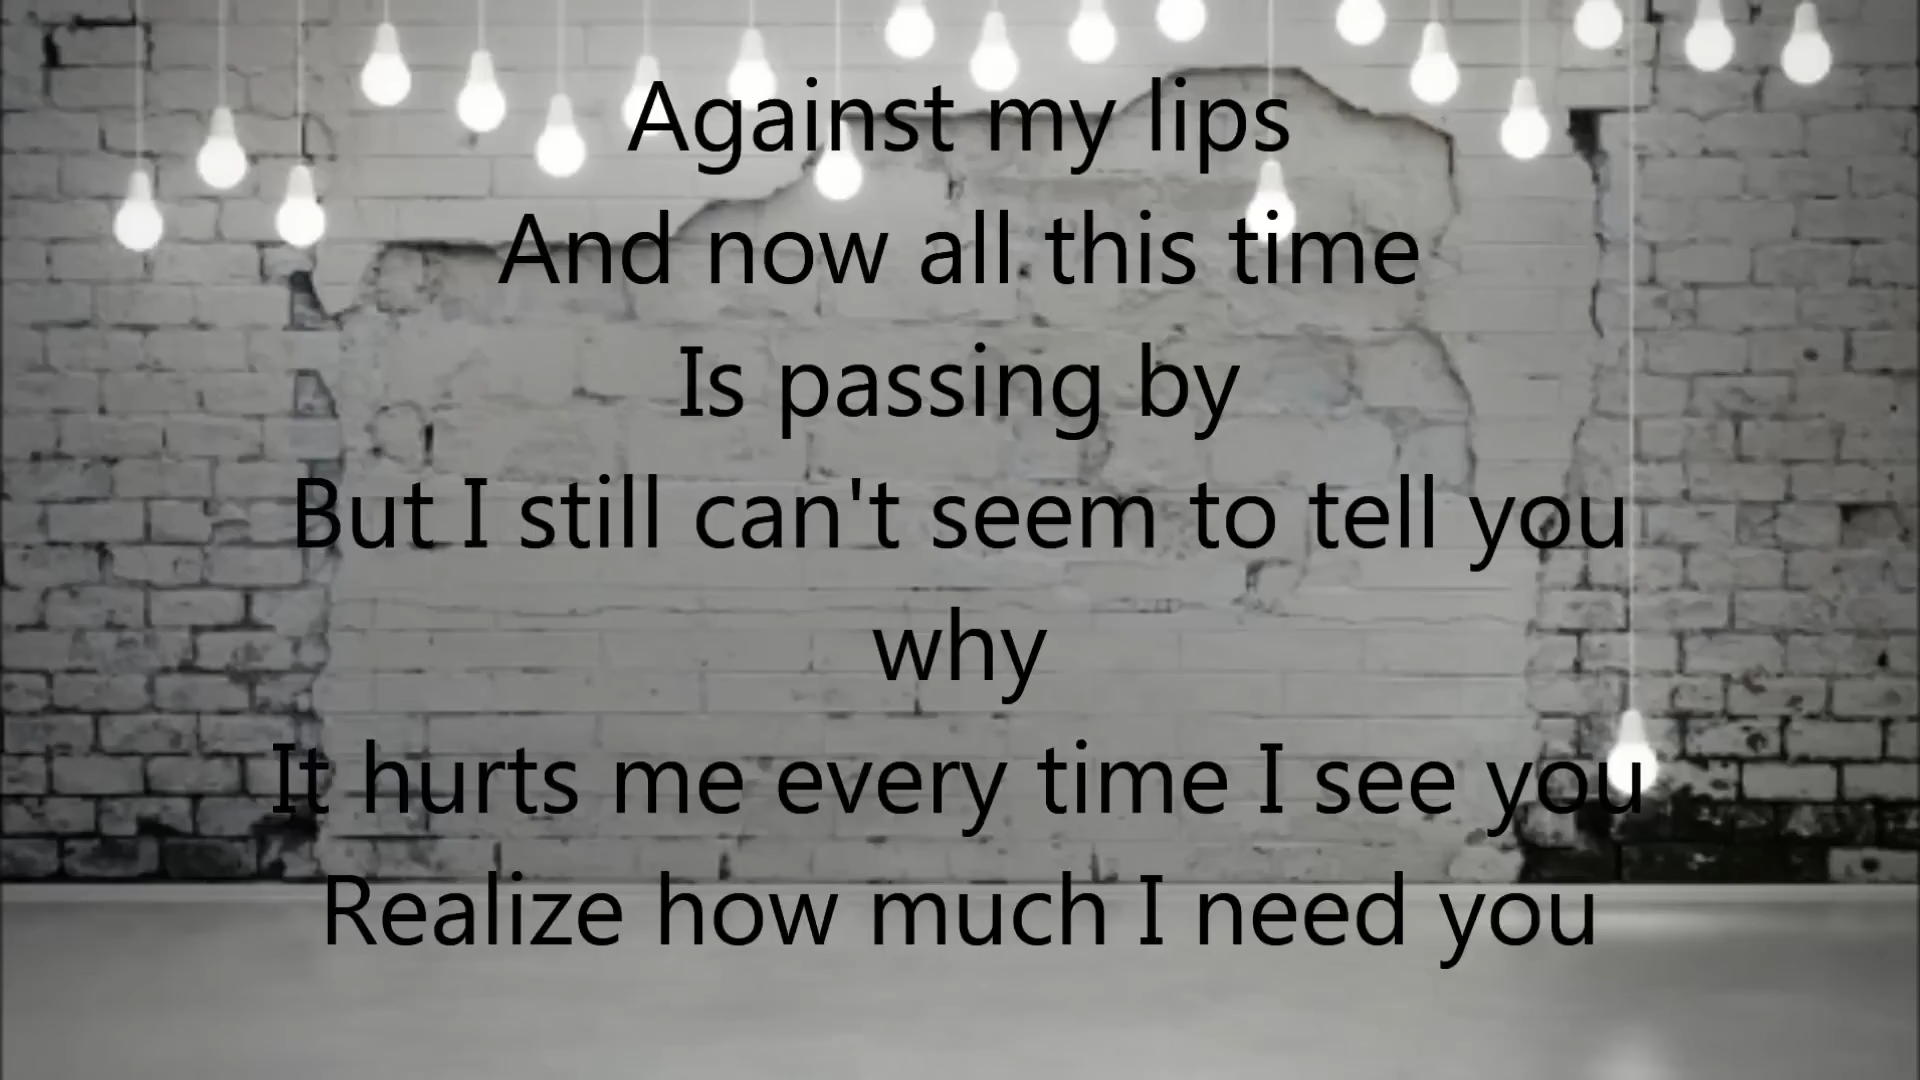 Against my lips
And now all this time
Is passing by
But I still can't seem to tell you
why
It hurts me every time I see you
Realize how much I need you